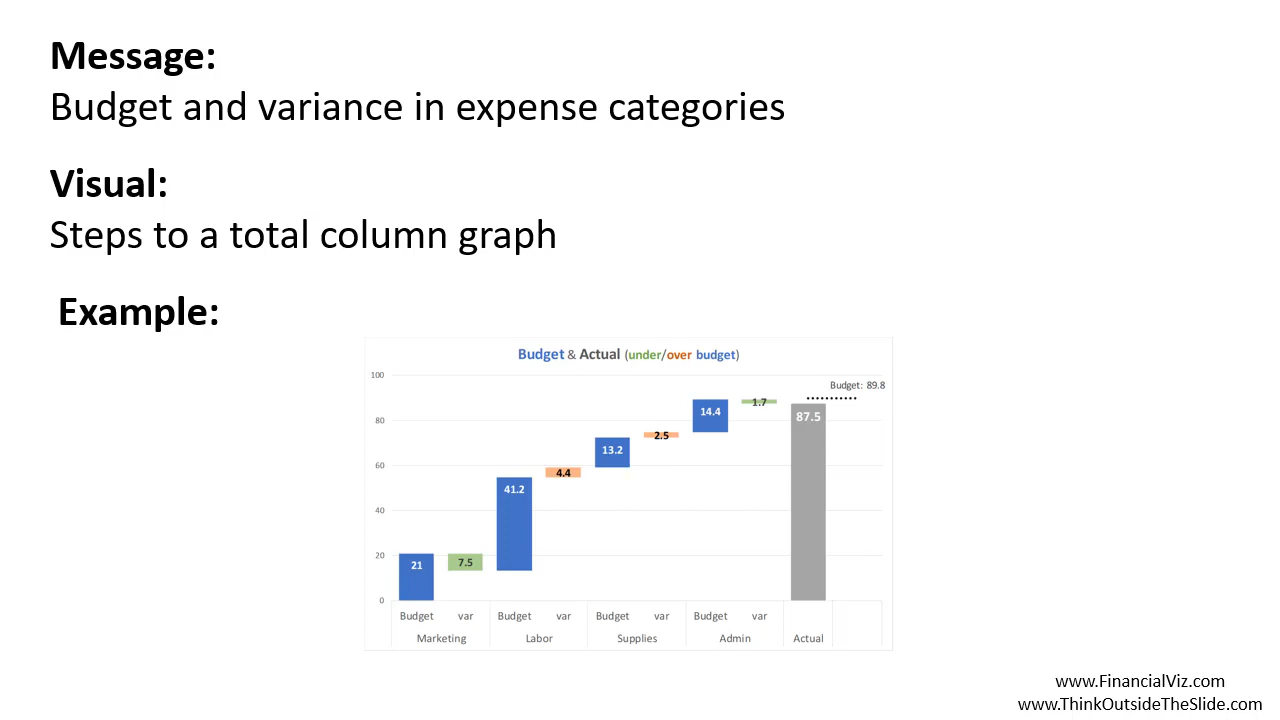 Message:
Budget and variance in expense categories
Visual:
Steps to a total column graph
Example:
Budget & Actual (under/over budget)
100
Budget: 89.8
80
60
40
20
0
21
7.5
41.2
4.4
13.2
2.5
14.4
1.7
87.5
Budget var Budget var Budget var Budget var
Marketing Labor Supplies Admin Actual
www.FinancialViz.com
www.ThinkOutsideTheSlide.com